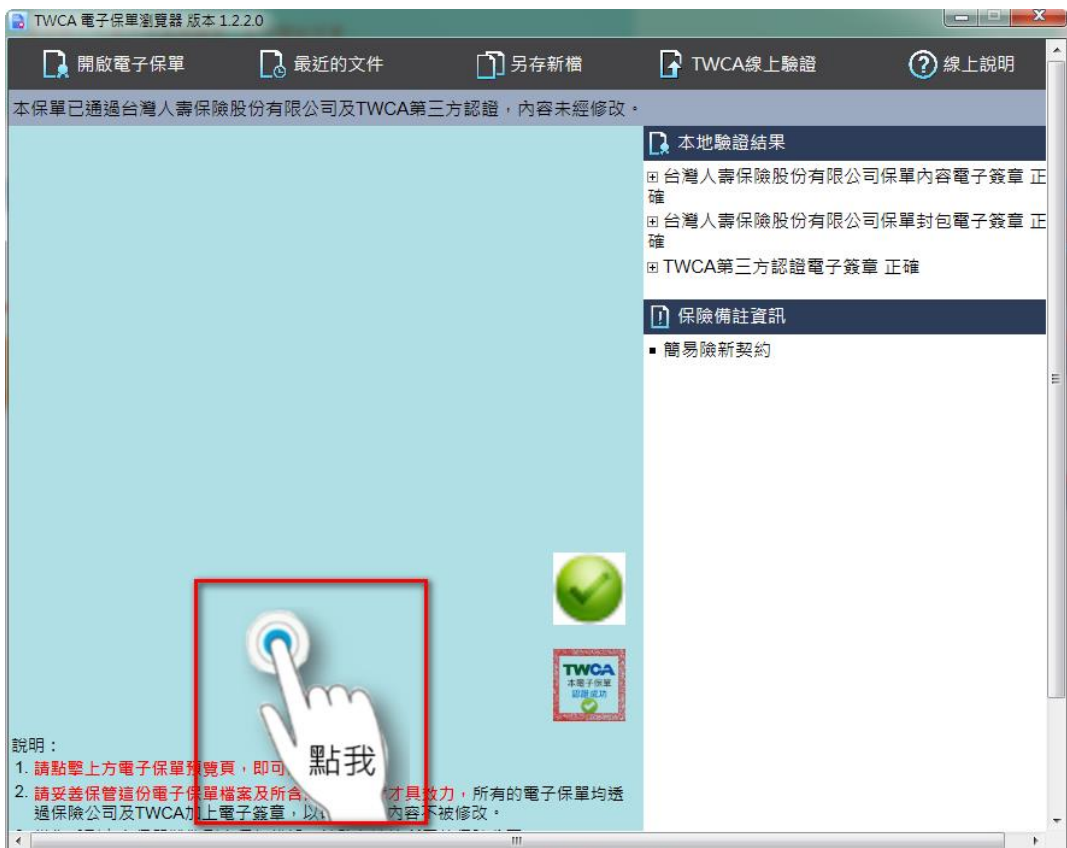 TWCA 電子保單瀏覽器 版本 1.2.2.0
開啟電子保單 最近的文件 另存新檔 TWCA線上驗證 線上說明
本保單已通過台灣人壽保險股份有限公司及TWCA第三方認證，內容未經修改。
本地驗證結果
台灣人壽保險股份有限公司保單內容電子簽章 正
確
台灣人壽保險股份有限公司保單封包電子簽章 正
確
TWCA第三方認證電子簽章 正確
保險備註資訊
簡易險新契約
TWCA
本電子保單
認證成功
點我
說明：
1. 請點擊上方電子保單預覽頁，即可
2. 請妥善保管這份電子保單檔案及所含 才具效力，所有的電子保單均透
過保險公司及TWCA加上電子簽章，以 內容不被修改。